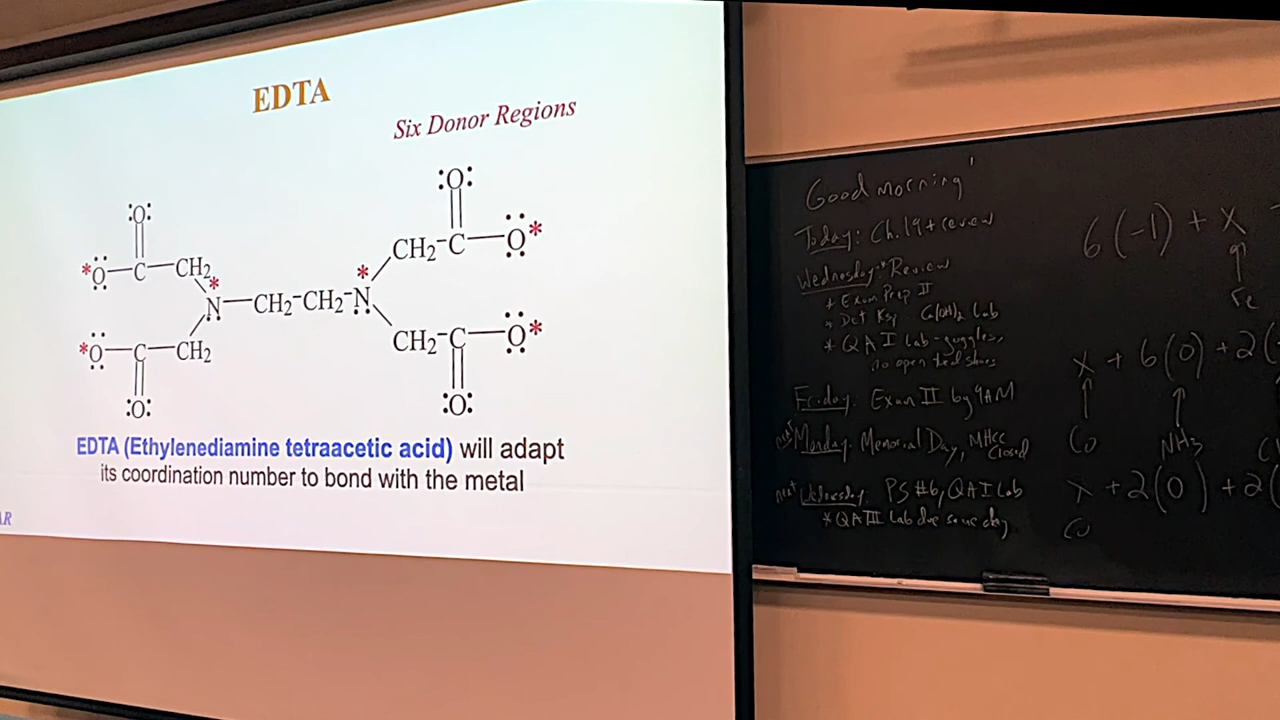 EDTA
Six Donor Regions
:O:
:O:
*O—C—CH2
*
N—CH2-CH2-N
*
CH2-C—O*
*O—C—CH2
CH2-C—O*
:O:
:O:
EDTA (Ethylenediamine tetraacetic acid) will adapt
its coordination number to bond with the metal
AR
Good morning
Today: Ch.19 + review
Wednesday: Review
* Exam Prep II
* Det Ksp Ca(OH)2 Lab
* QA I Lab - goggles,
no open toed shoes
Friday: Exam II by 9AM
next Monday: Memorial Day, MHCC
Closed
next Wednesday: PS #6, QA I Lab
* QA III Lab due same day
6(-1) + x
Fe
x + 6(0) + 2(
Co NH3
x + 2(0) + 2(
Co